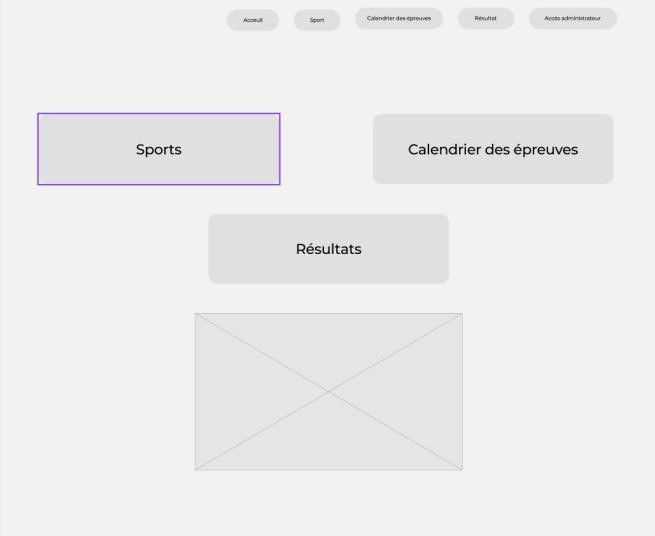 Acceuil
Sport
Calendrier des épreuves
Résultat
Accès administrateur
Sports
Calendrier des épreuves
Résultats